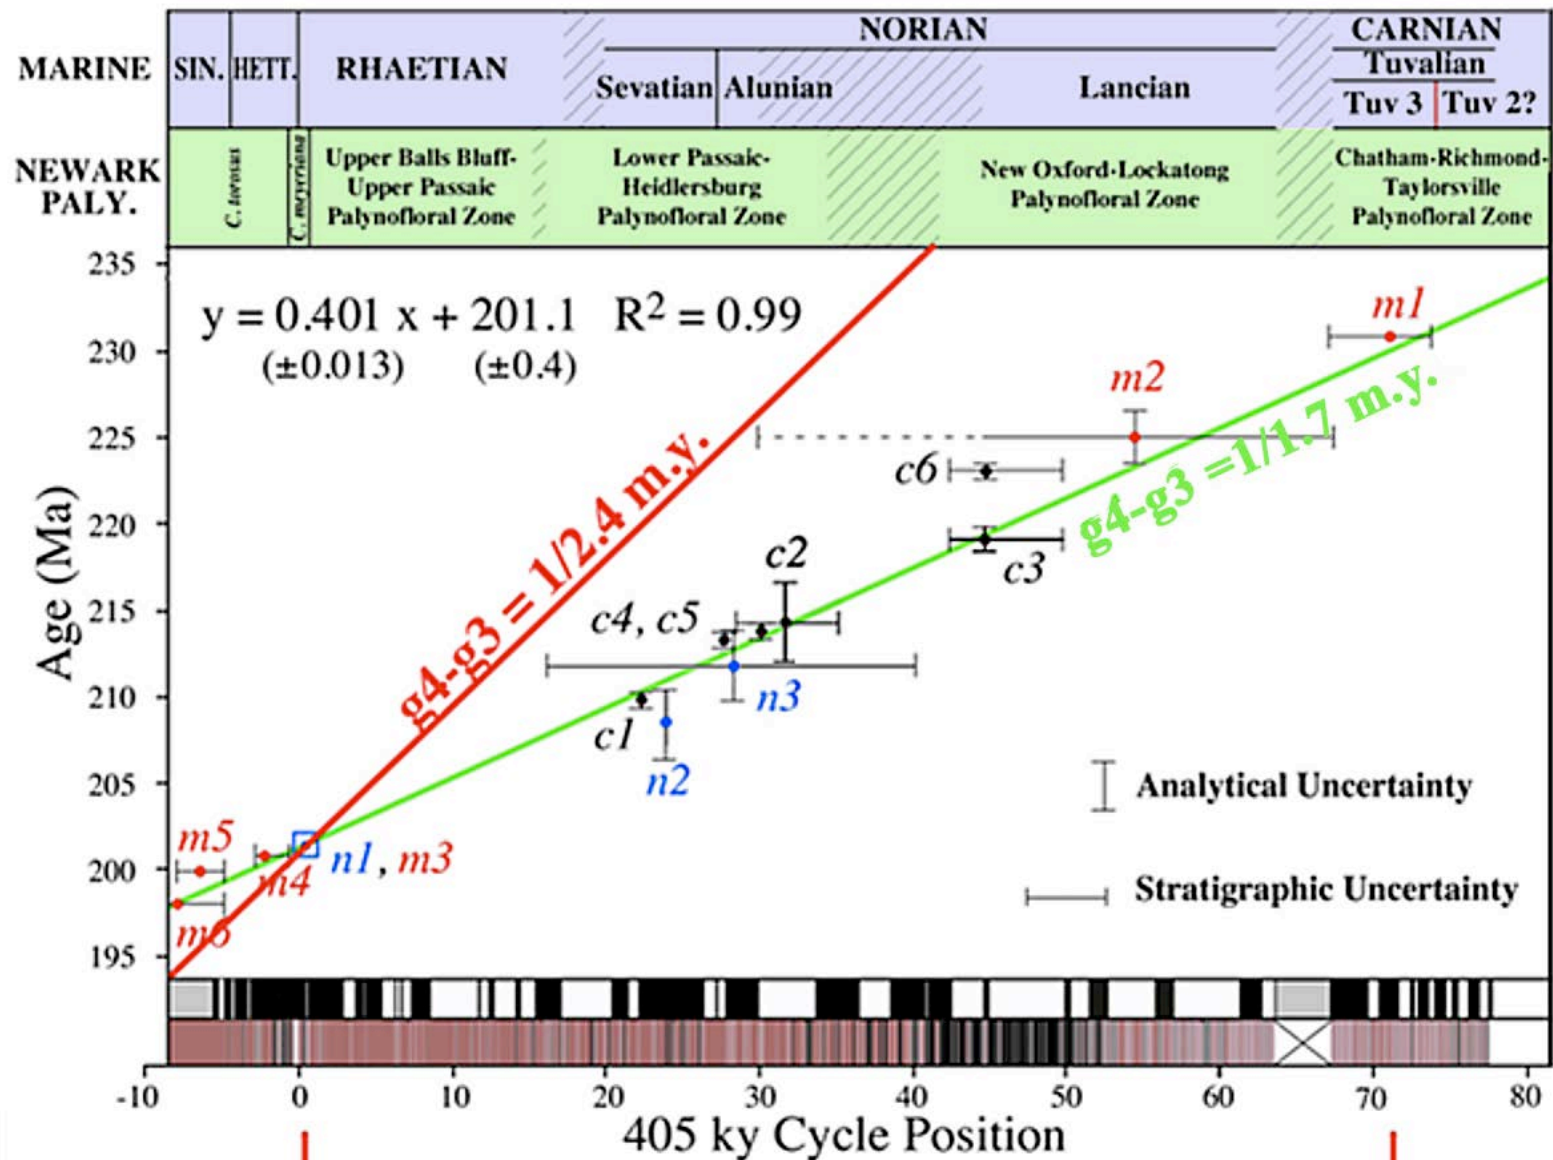 MARINE
SIN.
HETT.
RHAETIAN
NORIAN
Sevatian
Alunian
Lancian
CARNIAN
Tuvalian
Tuv 3
Tuv 2?
NEWARK
PALY.
C. torosus
C. meyeriana
Upper Balls Bluff-
Upper Passaic
Palynofloral Zone
Lower Passaic-
Heidlersburg
Palynofloral Zone
New Oxford-Lockatong
Palynofloral Zone
Chatham-Richmond-
Taylorsville
Palynofloral Zone
235
230
225
220
215
210
205
200
195
Age (Ma)
y = 0.401 x + 201.1 R² = 0.99
(±0.013) (±0.4)
g4-g3 = 1/2.4 m.y.
g4-g3 =1/1.7 m.y.
m1
m2
c6
c3
c2
c4, c5
n3
c1
n2
m5
n1, m3
m4
m6
Analytical Uncertainty
Stratigraphic Uncertainty
-10 0 10 20 30 40 50 60 70 80
405 ky Cycle Position